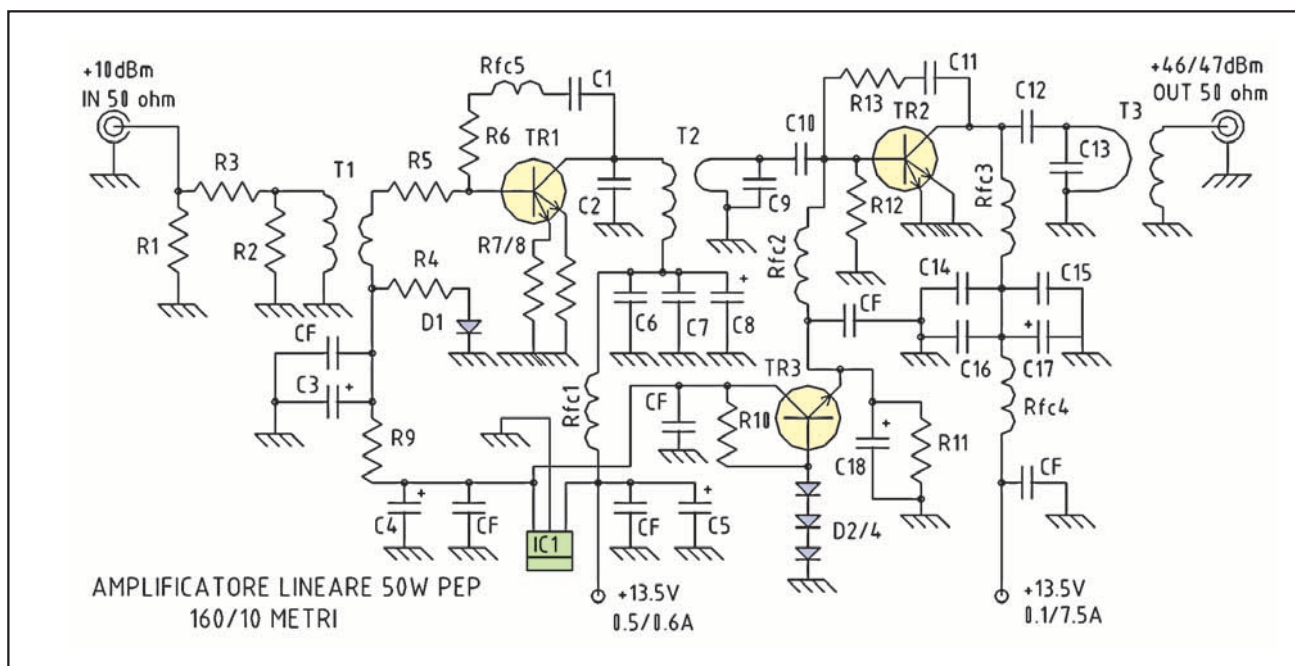 +10dBm
IN 50 ohm
R1
R3
R2
T1
R5
R6
Rfc5
C1
TR1
C2
T2
R4
D1
R7/8
CF
C3
R9
C4
CF
IC1
Rfc1
C6
C7
C8
CF
C5
C9
C10
R13
C11
TR2
R12
Rfc2
Rfc3
C12
C13
T3
+46/47dBm
OUT 50 ohm
CF
C14
C15
C16
C17
Rfc4
CF
TR3
CF
R10
C18
R11
D2/4
+
+
+
+
+
+
AMPLIFICATORE LINEARE 50W PEP
160/10 METRI
+13.5V
0.5/0.6A
+13.5V
0.1/7.5A